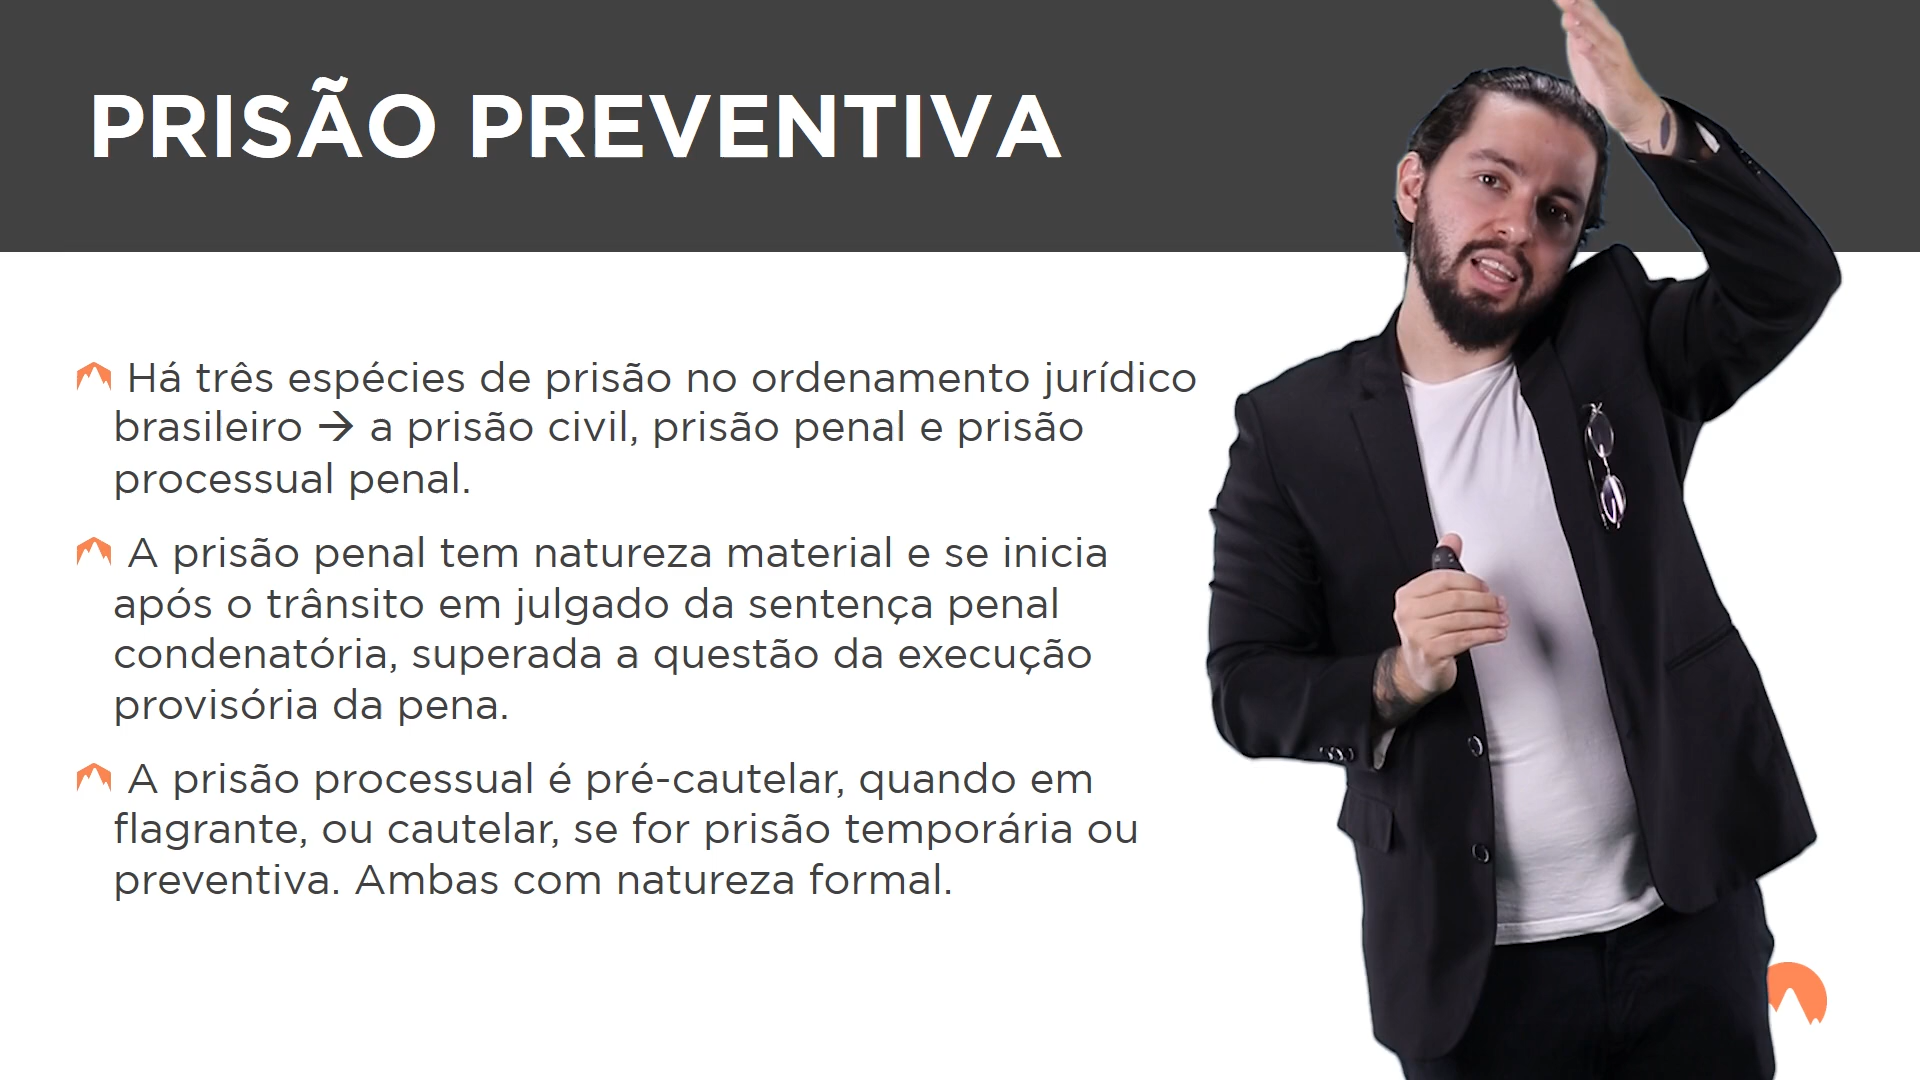 PRISÃO PREVENTIVA
Há três espécies de prisão no ordenamento jurídico
brasileiro → a prisão civil, prisão penal e prisão
processual penal.
A prisão penal tem natureza material e se inicia
após o trânsito em julgado da sentença penal
condenatória, superada a questão da execução
provisória da pena.
A prisão processual é pré-cautelar, quando em
flagrante, ou cautelar, se for prisão temporária ou
preventiva. Ambas com natureza formal.